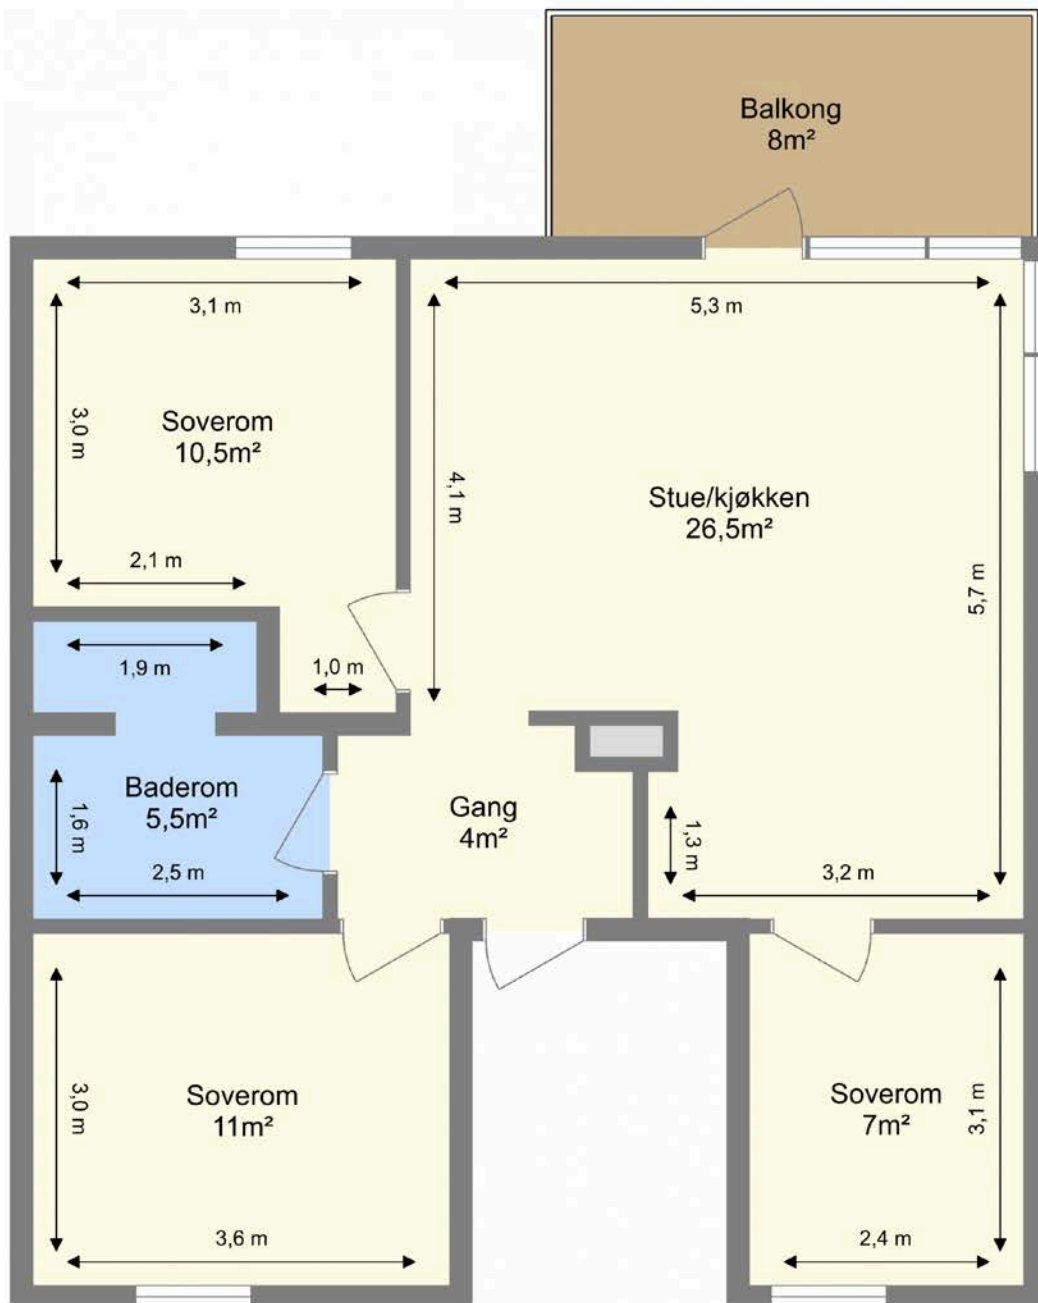 Balkong
8m²
3,1 m
5,3 m
3,0 m
Soverom
10,5m²
4,1 m
Stue/kjøkken
26,5m²
2,1 m
5,7 m
1,9 m
1,0 m
Baderom
5,5m²
1,6 m
2,5 m
Gang
4m²
1,3 m
3,2 m
3,0 m
Soverom
11m²
3,6 m
Soverom
7m²
3,1 m
2,4 m